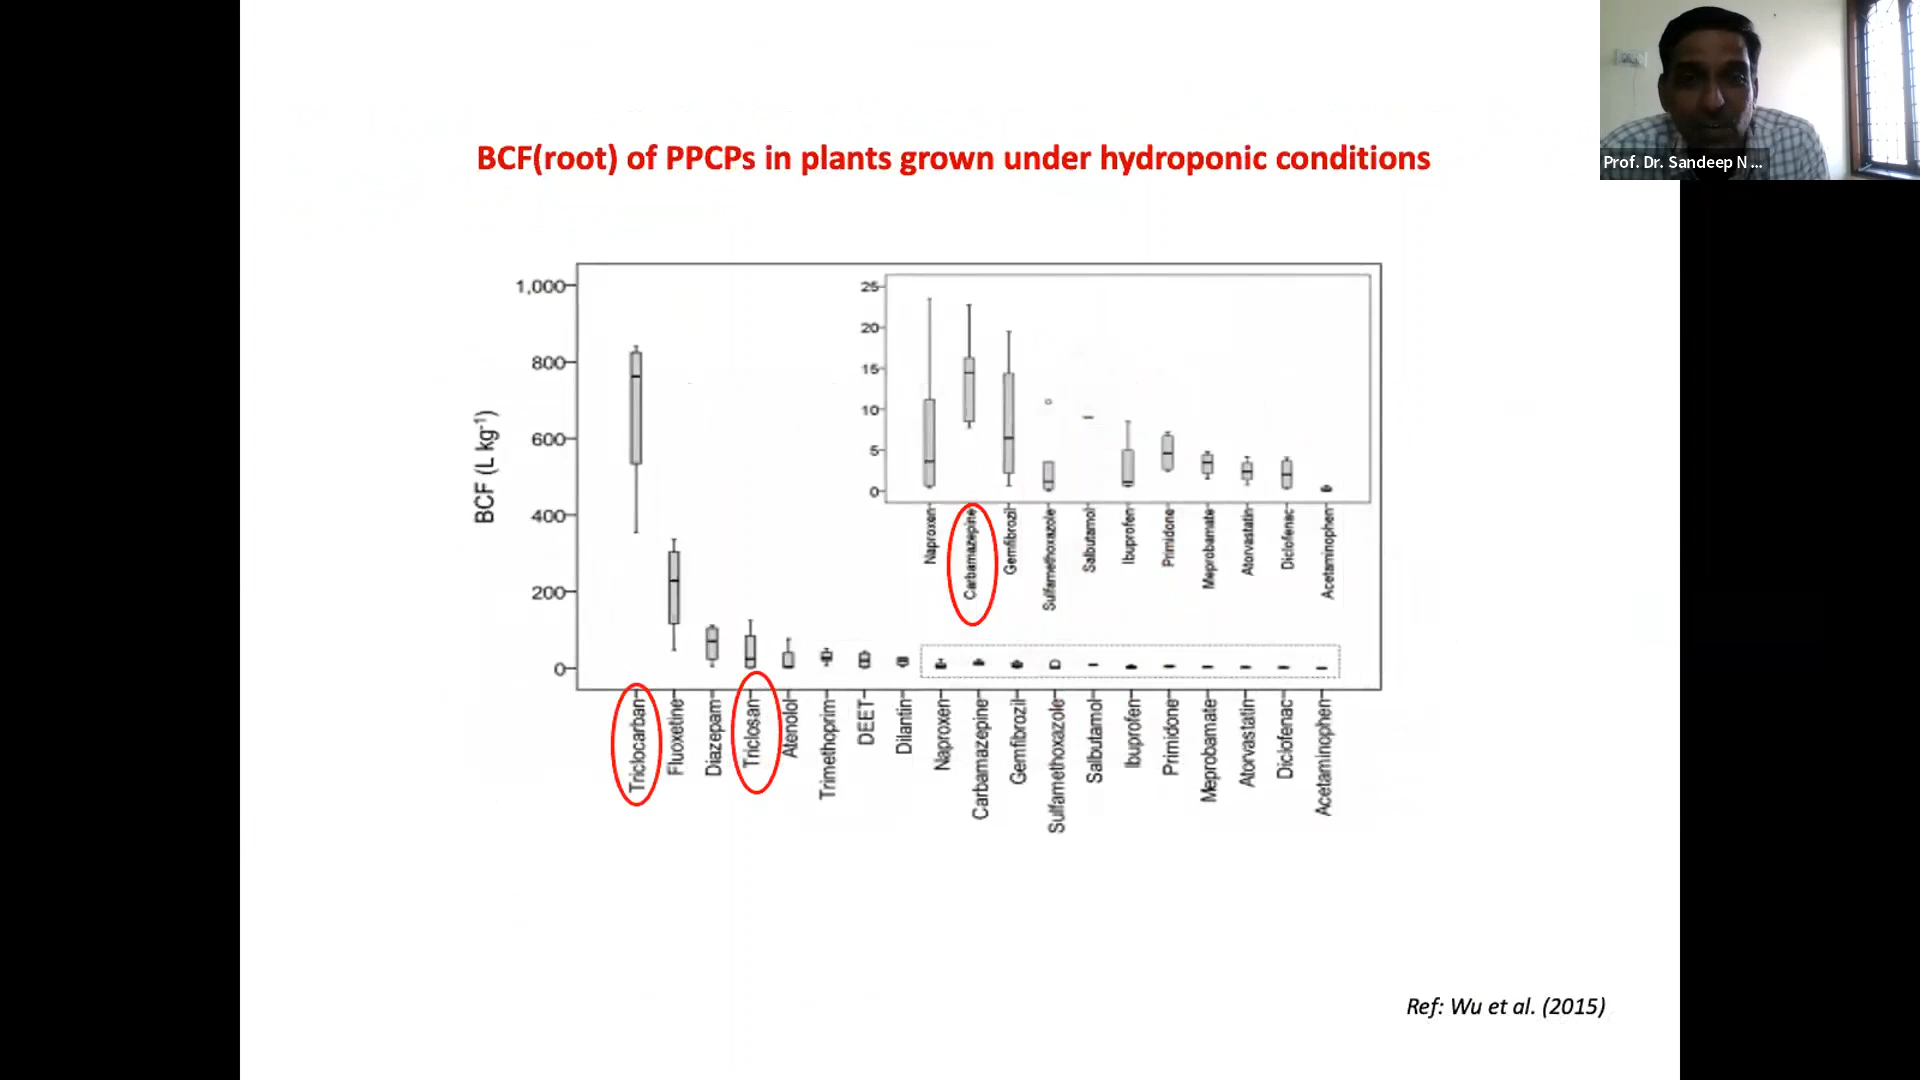 Prof. Dr. Sandeep N ...
BCF(root) of PPCPs in plants grown under hydroponic conditions
BCF (L kg⁻¹)
1,000
800
600
400
200
0
25
20
15
10
5
0
Naproxen
Carbamazepine
Gemfibrozil
Sulfamethoxazole
Salbutamol
Ibuprofen
Primidone
Meprobamate
Atorvastatin
Diclofenac
Acetaminophen
Triclocarban
Fluoxetine
Diazepam
Triclosan
Atenolol
Trimethoprim
DEET
Dilantin
Naproxen
Carbamazepine
Gemfibrozil
Sulfamethoxazole
Salbutamol
Ibuprofen
Primidone
Meprobamate
Atorvastatin
Diclofenac
Acetaminophen
Ref: Wu et al. (2015)